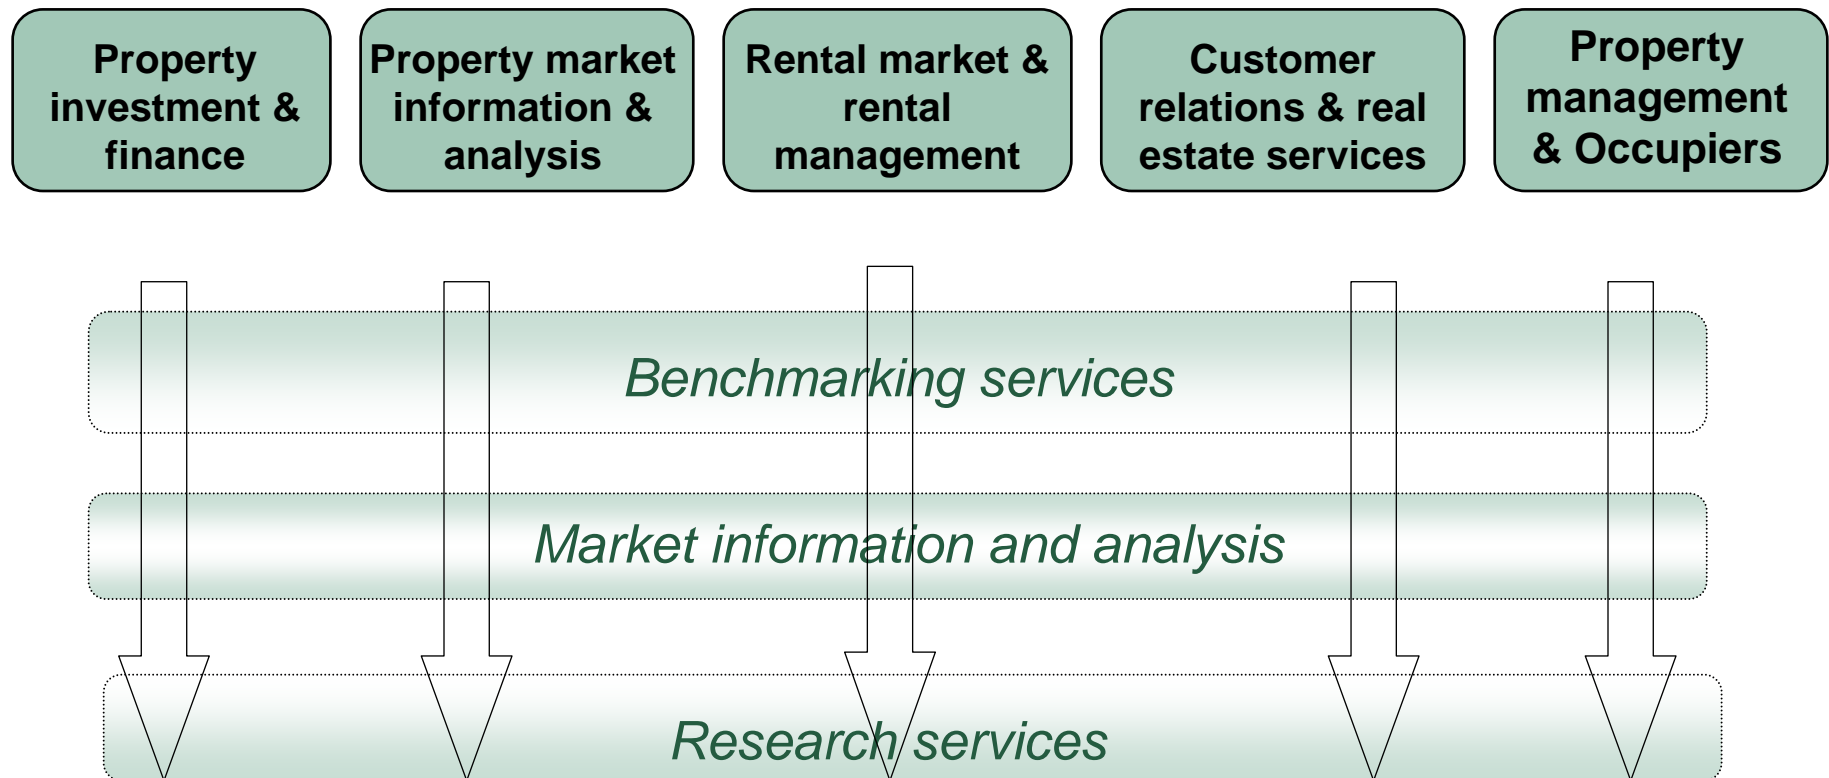 Property
investment &
finance
Property market
information &
analysis
Rental market &
rental
management
Customer
relations & real
estate services
Property
management
& Occupiers
Benchmarking services
Market information and analysis
Research services